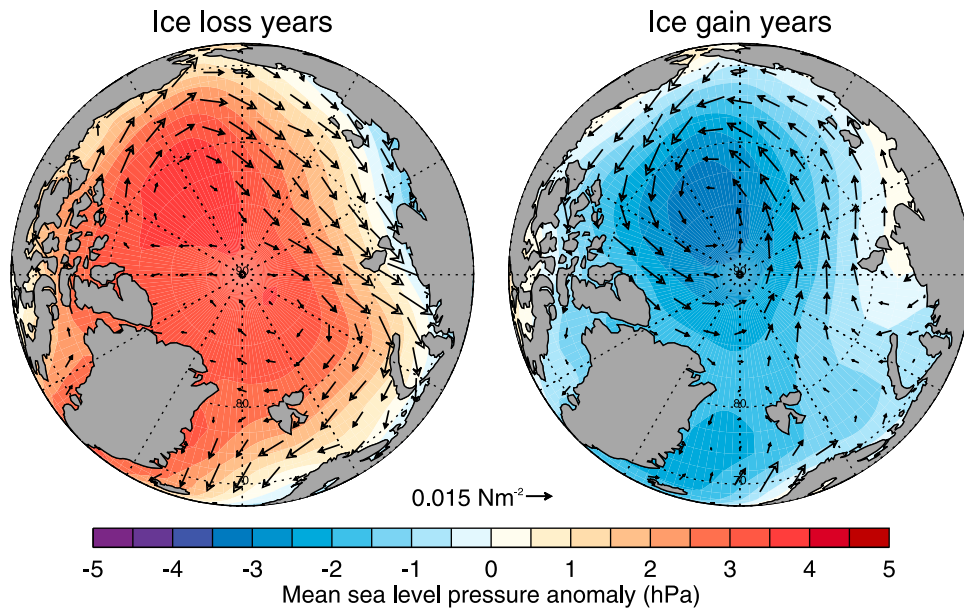 Ice loss years
Ice gain years
80
70
80
70
0.015 Nm⁻²
-5 -4 -3 -2 -1 0 1 2 3 4 5
Mean sea level pressure anomaly (hPa)